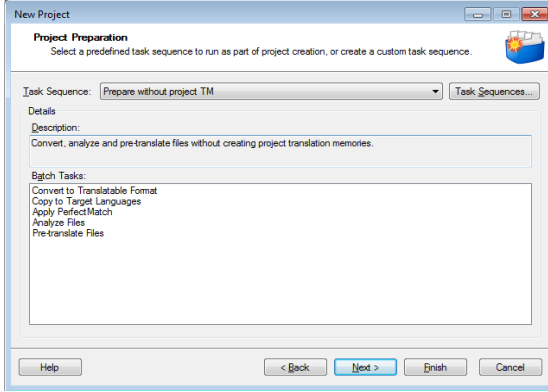 New Project
Project Preparation
Select a predefined task sequence to run as part of project creation, or create a custom task sequence.
Task Sequence: Prepare without project TM Task Sequences...
Details
Description:
Convert, analyze and pre-translate files without creating project translation memories.
Batch Tasks:
Convert to Translatable Format
Copy to Target Languages
Apply PerfectMatch
Analyze Files
Pre-translate Files
Help < Back Next > Finish Cancel